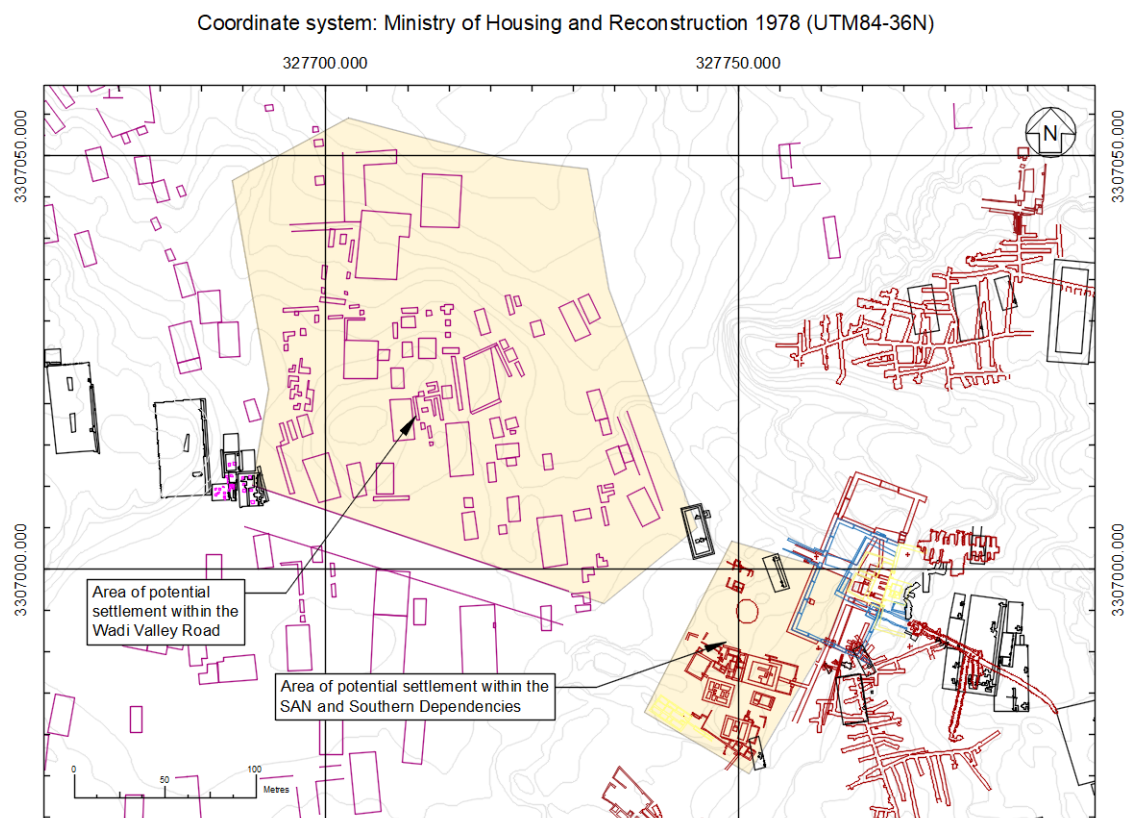 Coordinate system: Ministry of Housing and Reconstruction 1978 (UTM84-36N)
327700.000
327750.000
3307050.000
3307050.000
N
3307000.000
3307000.000
Area of potential
settlement within the
Wadi Valley Road
Area of potential settlement within the
SAN and Southern Dependencies
0
100
50
Metres